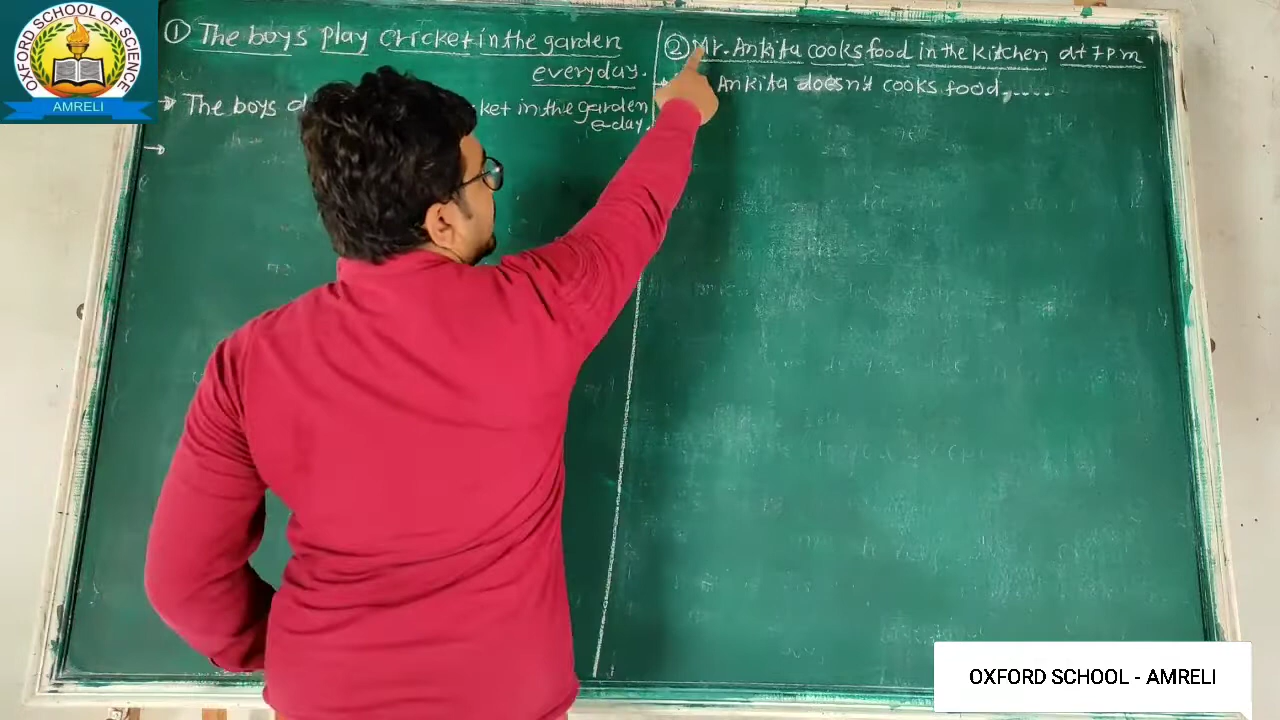 OXFORD SCHOOL OF SCIENCE
AMRELI
① The boys play cricket in the garden
everyday.
→ The boys d ket in the garden
e-day.
→
② Mr. Ankita cooks food in the kitchen at 7 P m
Ankita doesn't cooks food, ....
OXFORD SCHOOL - AMRELI